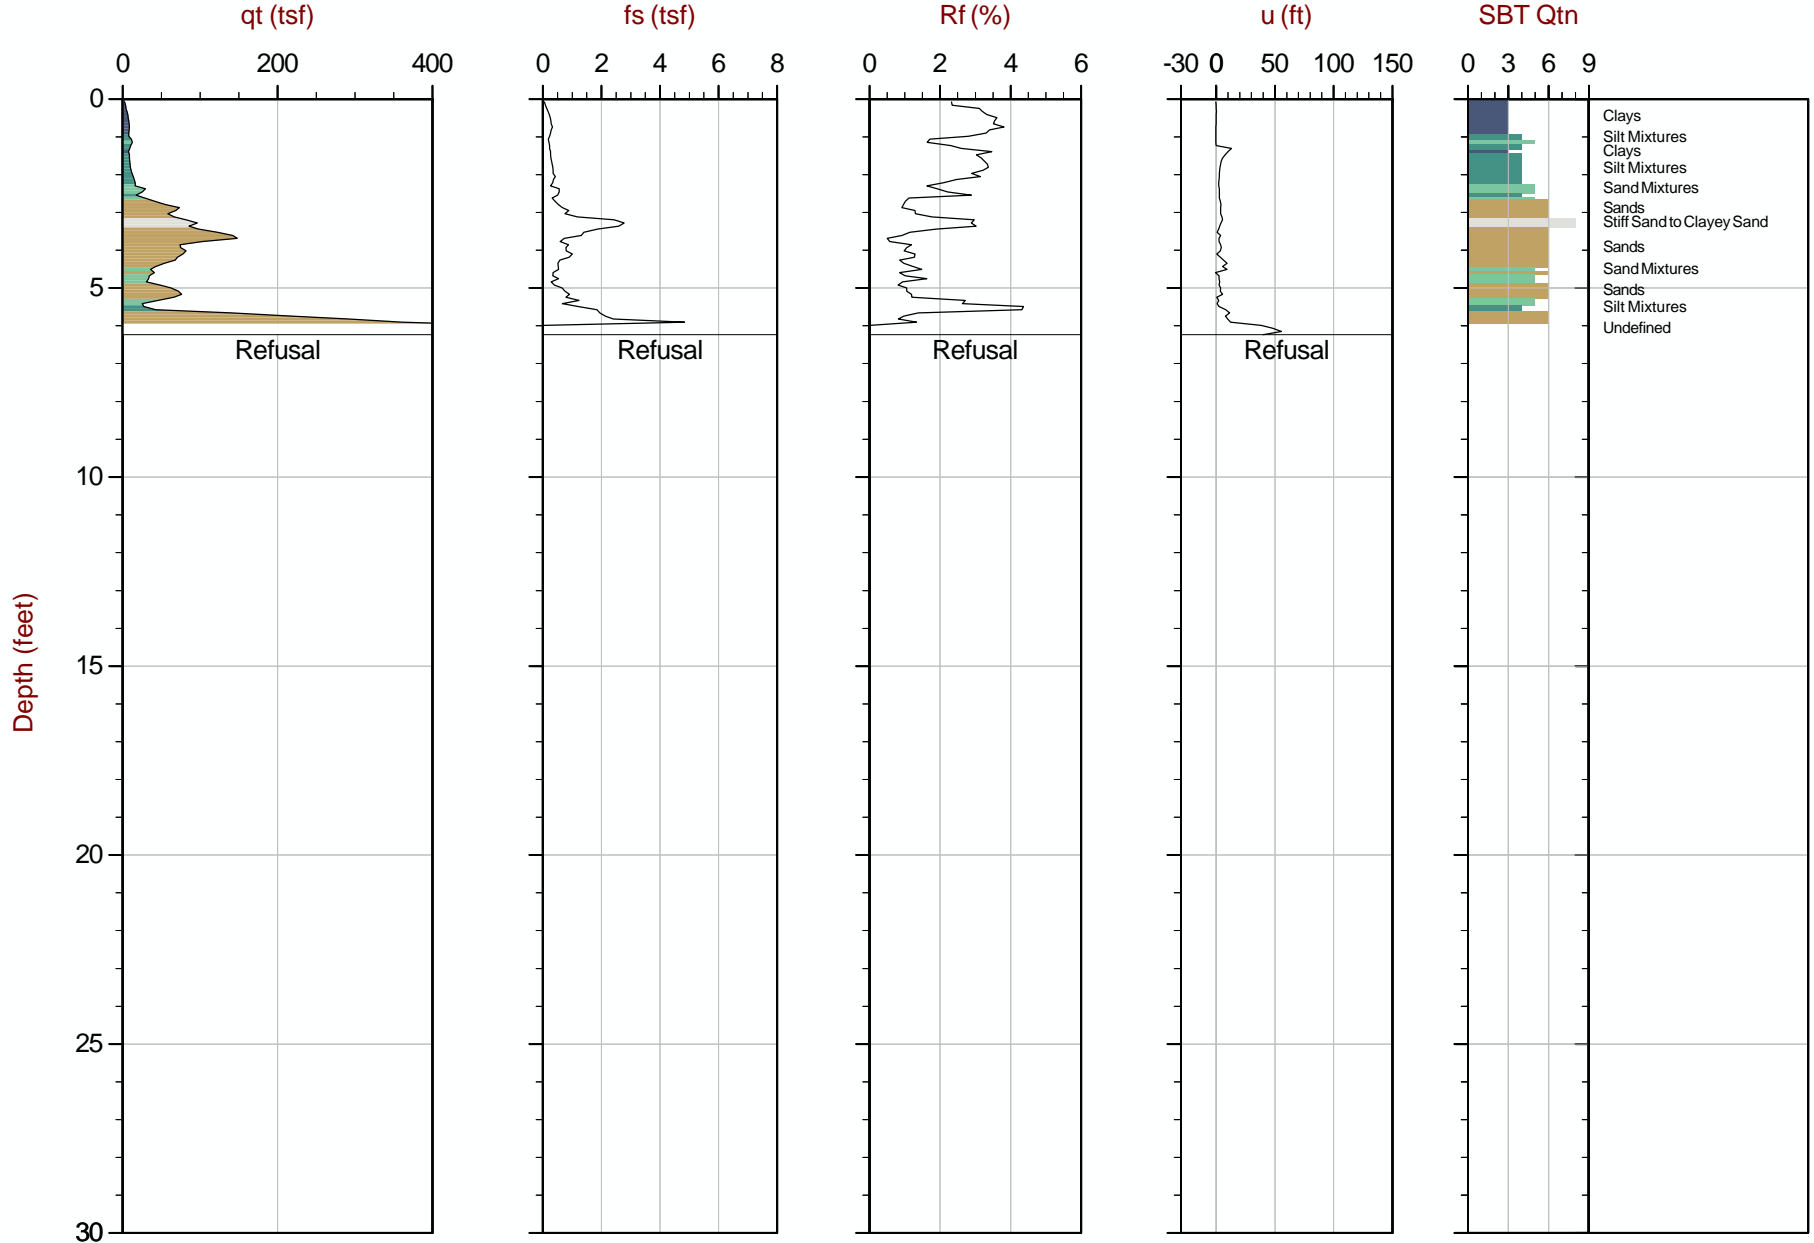 qt (tsf) fs (tsf) Rf (%) u (ft) SBT Qtn
0 200 400 0 2 4 6 8 0 2 4 6 -30 0 50 100 150 0 3 6 9
0
Clays
Silt Mixtures
Clays
Silt Mixtures
Sand Mixtures
Sands
Stiff Sand to Clayey Sand
Sands
Sand Mixtures
5
Sands
Silt Mixtures
Undefined
Refusal Refusal Refusal Refusal
10
15
Depth (feet)
20
25
30